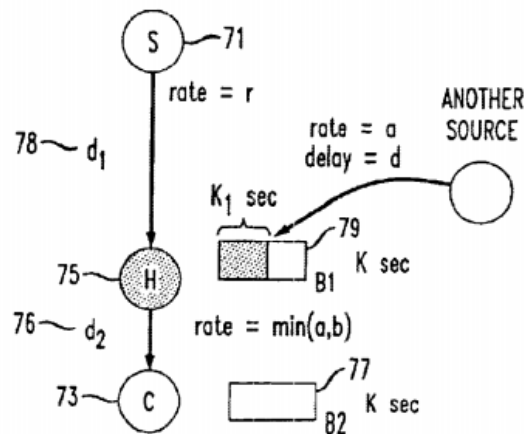 S
71
rate = r
ANOTHER
SOURCE
rate = a
delay = d
78
d1
K1 sec
79
75
H
B1
K sec
76
d2
rate = min(a,b)
77
73
C
B2
K sec